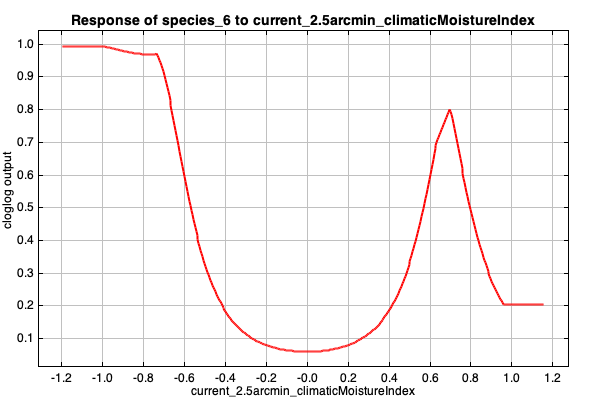 Response of species_6 to current_2.5arcmin_climaticMoistureIndex
1.0
0.9
0.8
0.7
0.6
0.5
0.4
0.3
0.2
0.1
cloglog output
-1.2 -1.0 -0.8 -0.6 -0.4 -0.2 -0.0 0.2 0.4 0.6 0.8 1.0 1.2
current_2.5arcmin_climaticMoistureIndex